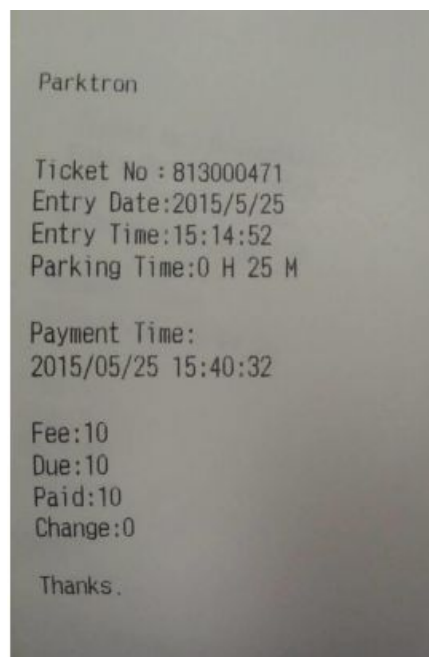 Parktron
Ticket No : 813000471
Entry Date:2015/5/25
Entry Time:15:14:52
Parking Time:0 H 25 M
Payment Time:
2015/05/25 15:40:32
Fee:10
Due:10
Paid:10
Change:0
Thanks.